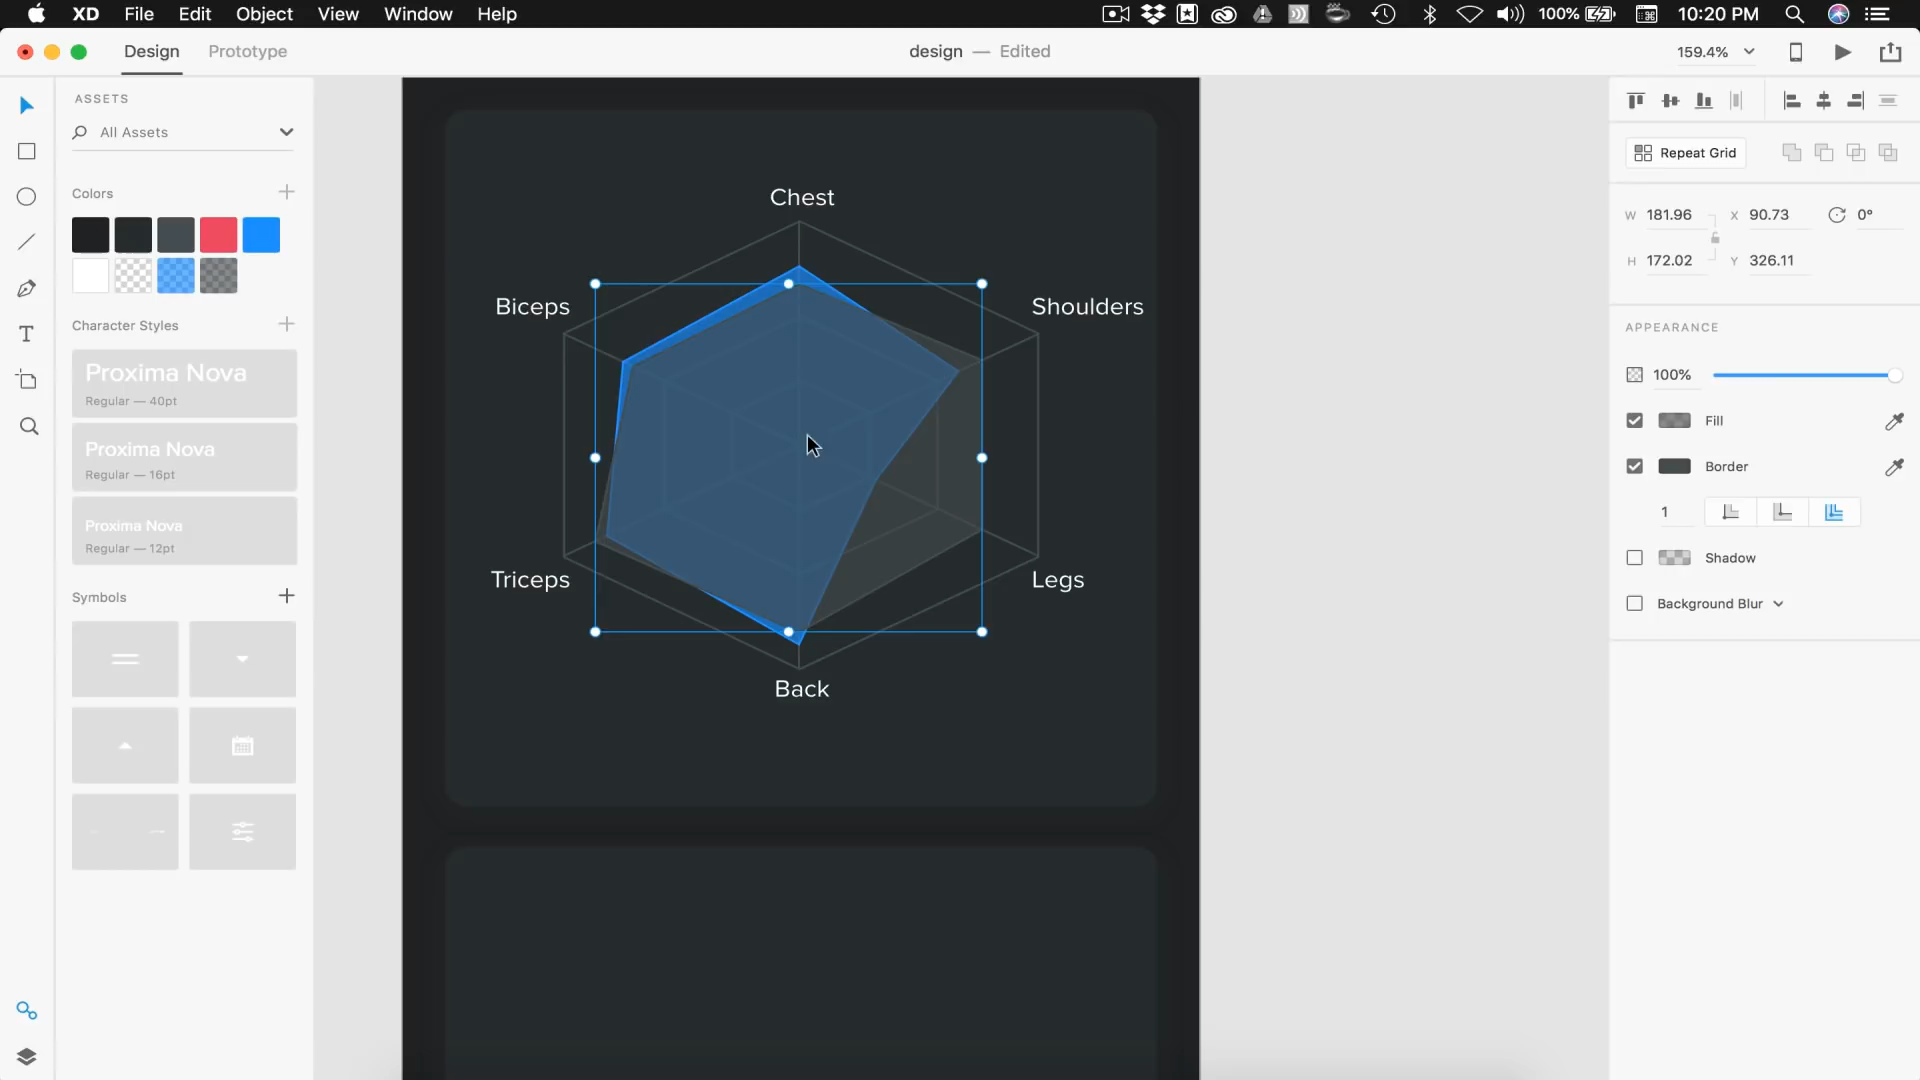 XD File Edit Object View Window Help 100% 10:20 PM
Design Prototype design — Edited 159.4%
ASSETS
All Assets
Colors
Character Styles
Proxima Nova
Regular — 40pt
Proxima Nova
Regular — 16pt
Proxima Nova
Regular — 12pt
Symbols
Chest
Biceps
Shoulders
Triceps
Legs
Back
Repeat Grid
W 181.96 X 90.73 0°
H 172.02 Y 326.11
APPEARANCE
100%
Fill
Border
1
Shadow
Background Blur